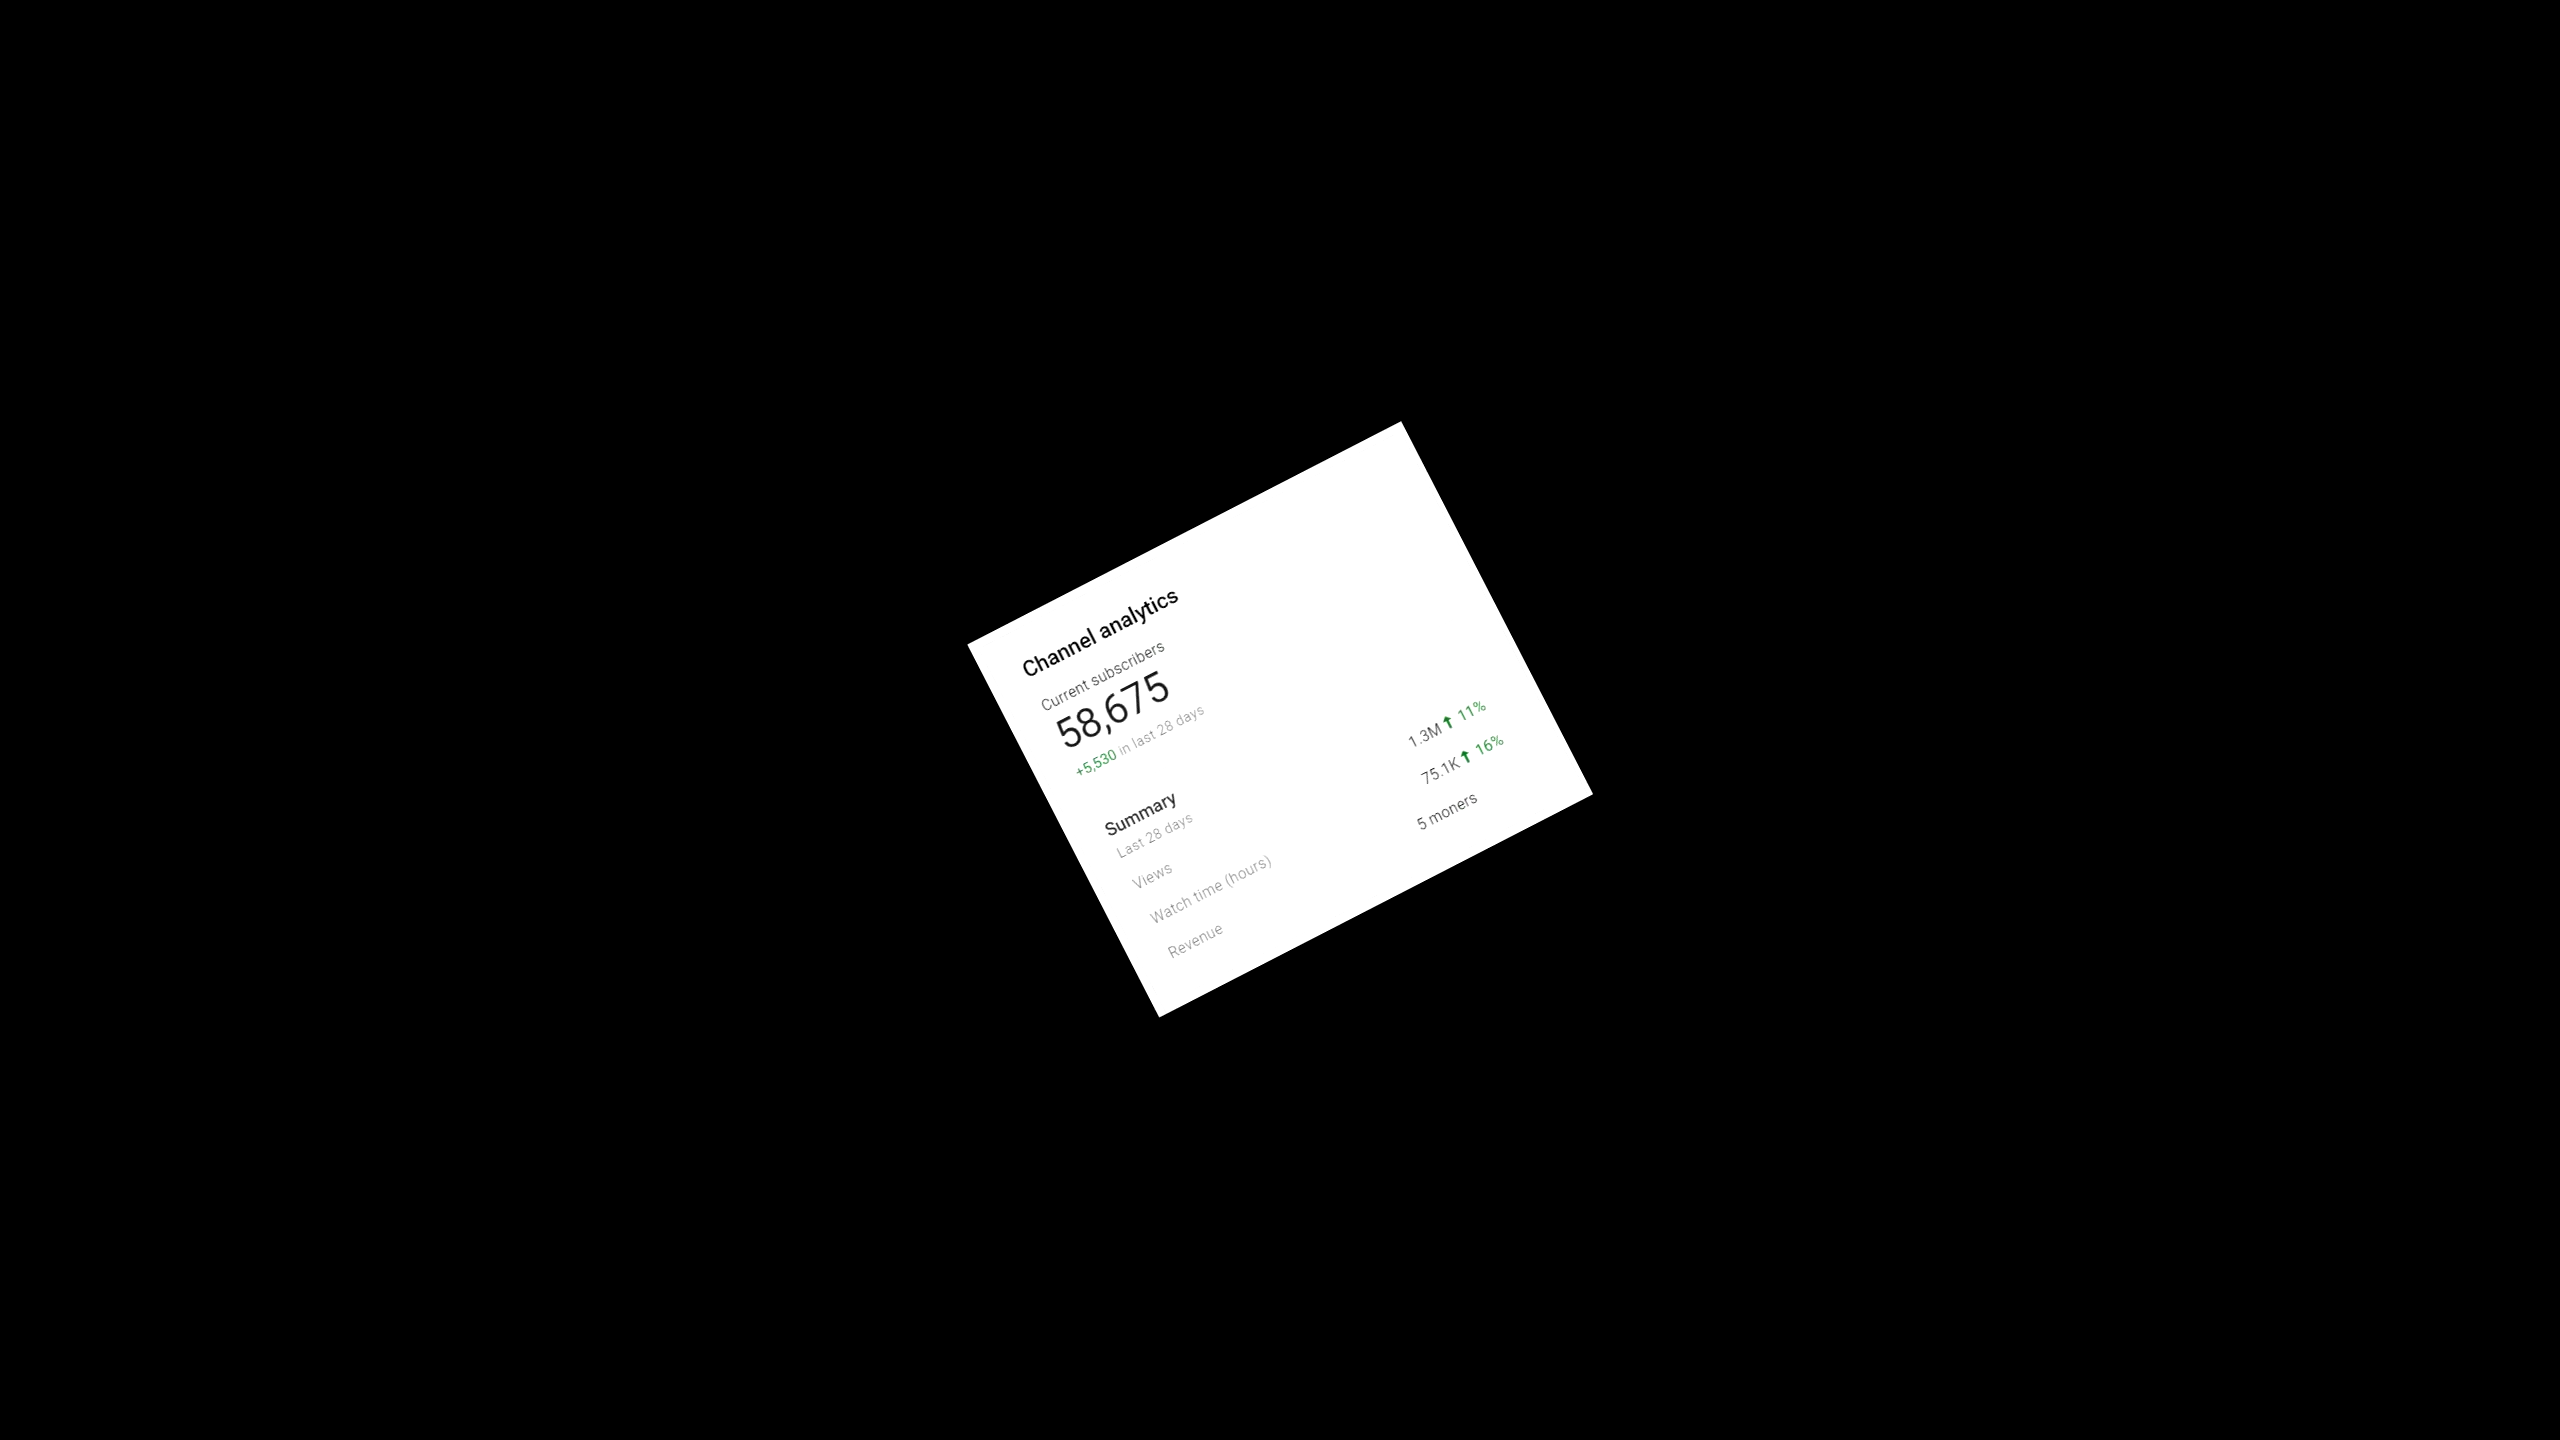 Channel analytics
Current subscribers
58,675
+5,530 in last 28 days
Summary
Last 28 days
Views 1.3M 11%
Watch time (hours) 75.1K 16%
Revenue 5 moners